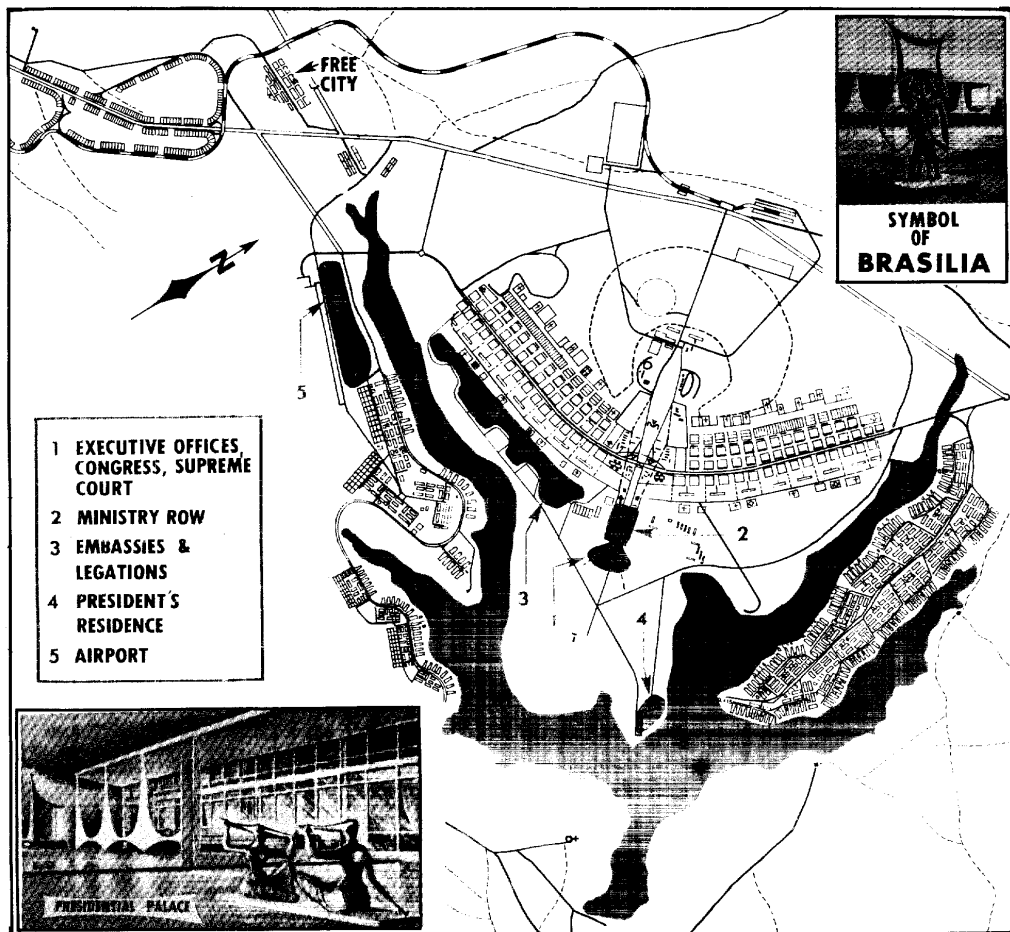 FREE
CITY
SYMBOL
OF
BRASÍLIA
N
5
1 EXECUTIVE OFFICES,
CONGRESS, SUPREME
COURT
2 MINISTRY ROW
3 EMBASSIES &
LEGATIONS
4 PRESIDENT'S
RESIDENCE
5 AIRPORT
2
3
4
PRESIDENTIAL PALACE